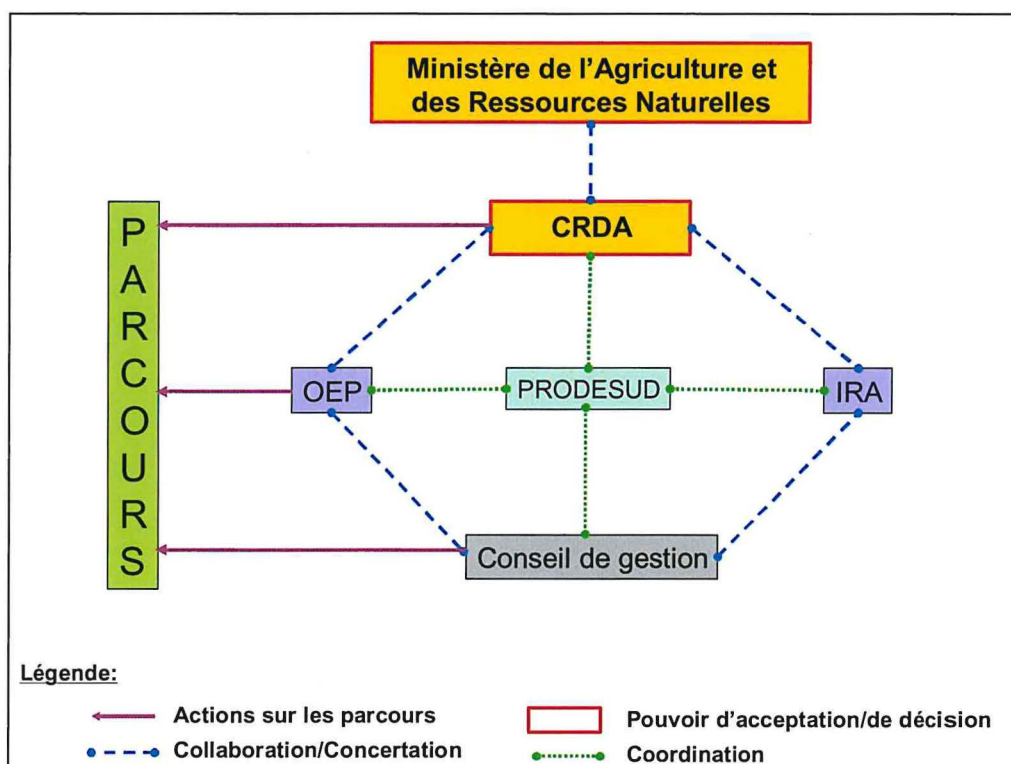 Ministère de l'Agriculture et
des Ressources Naturelles
CRDA
PARCOURS
OEP
PRODESUD
IRA
Conseil de gestion
Légende:
Actions sur les parcours
Pouvoir d'acceptation/de décision
Collaboration/Concertation
Coordination